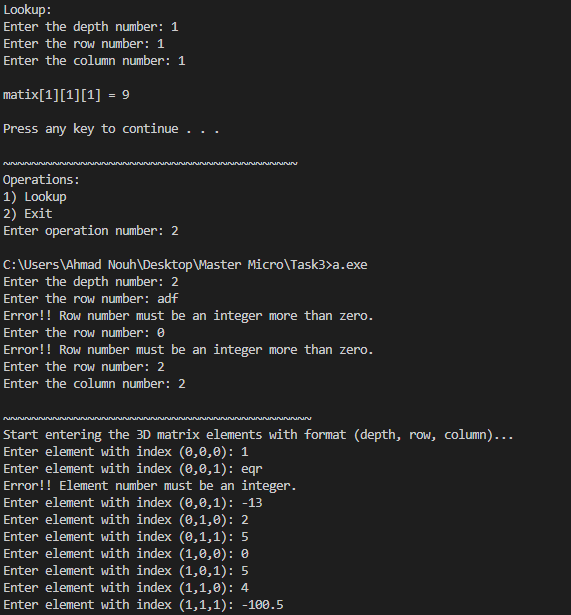 Lookup:
Enter the depth number: 1
Enter the row number: 1
Enter the column number: 1
matix[1][1][1] = 9
Press any key to continue . . .
~~~~~~~~~~~~~~~~~~~~~~~~~~~~~~~~~~~~~~~~~~
Operations:
1) Lookup
2) Exit
Enter operation number: 2
C:\Users\Ahmad Nouh\Desktop\Master Micro\Task3>a.exe
Enter the depth number: 2
Enter the row number: adf
Error!! Row number must be an integer more than zero.
Enter the row number: 0
Error!! Row number must be an integer more than zero.
Enter the row number: 2
Enter the column number: 2
~~~~~~~~~~~~~~~~~~~~~~~~~~~~~~~~~~~~~~~~~~~~
Start entering the 3D matrix elements with format (depth, row, column)...
Enter element with index (0,0,0): 1
Enter element with index (0,0,1): eqr
Error!! Element number must be an integer.
Enter element with index (0,0,1): -13
Enter element with index (0,1,0): 2
Enter element with index (0,1,1): 5
Enter element with index (1,0,0): 0
Enter element with index (1,0,1): 5
Enter element with index (1,1,0): 4
Enter element with index (1,1,1): -100.5